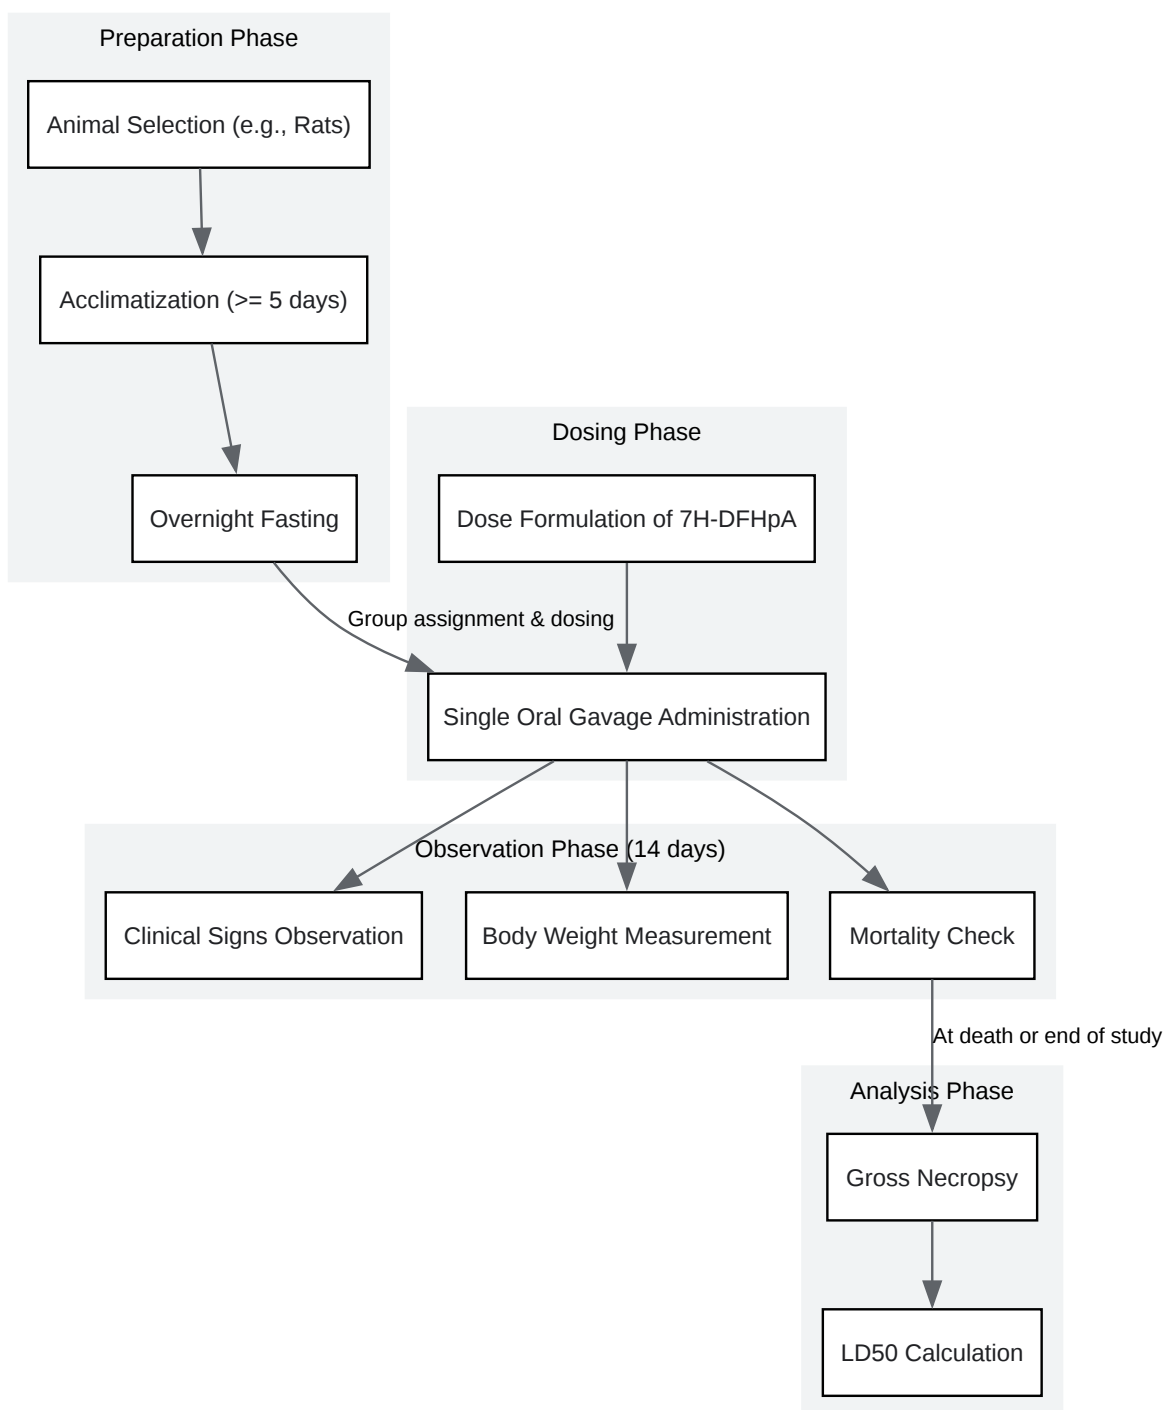 Preparation Phase
Animal Selection (e.g., Rats)
Acclimatization (>= 5 days)
Overnight Fasting
Dosing Phase
Dose Formulation of 7H-DFHpA
Group assignment & dosing
Single Oral Gavage Administration
Observation Phase (14 days)
Clinical Signs Observation
Body Weight Measurement
Mortality Check
At death or end of study
Analysis Phase
Gross Necropsy
LD50 Calculation